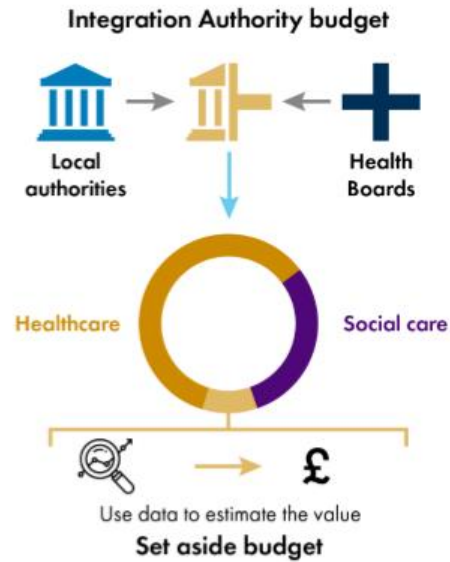 Integration Authority budget
Local
authorities
Health
Boards
Healthcare
Social care
£
Use data to estimate the value
Set aside budget